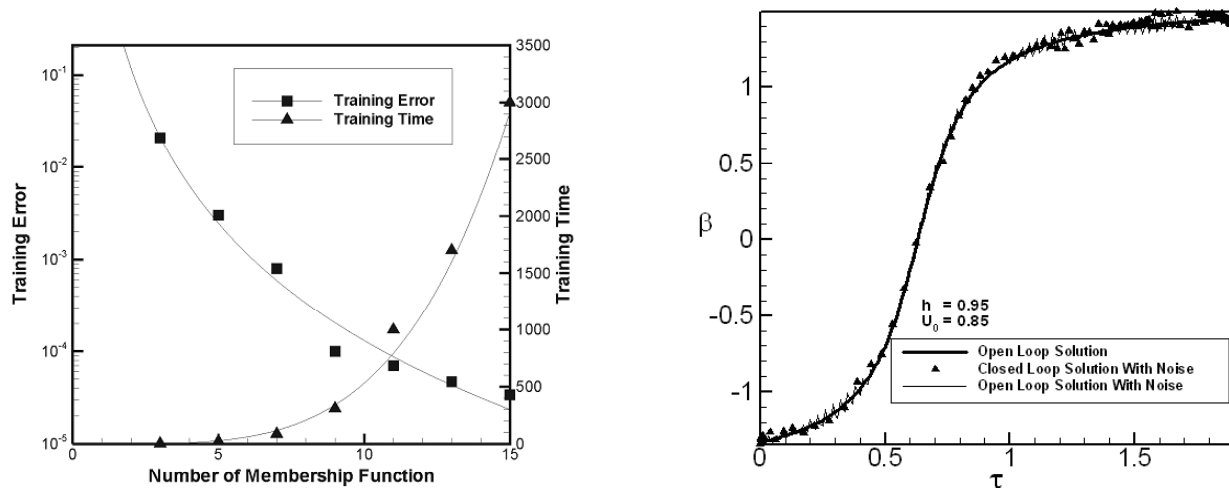 Training Error
10-1
10-2
10-3
10-4
10-5
Training Error
Training Time
3500
3000
2500
2000
1500
1000
500
0
Training Time
0
5
10
15
Number of Membership Function
β
1
0.5
0
-0.5
-1
h = 0.95
U0 = 0.85
Open Loop Solution
Closed Loop Solution With Noise
Open Loop Solution With Noise
0
0.5
1
1.5
τ